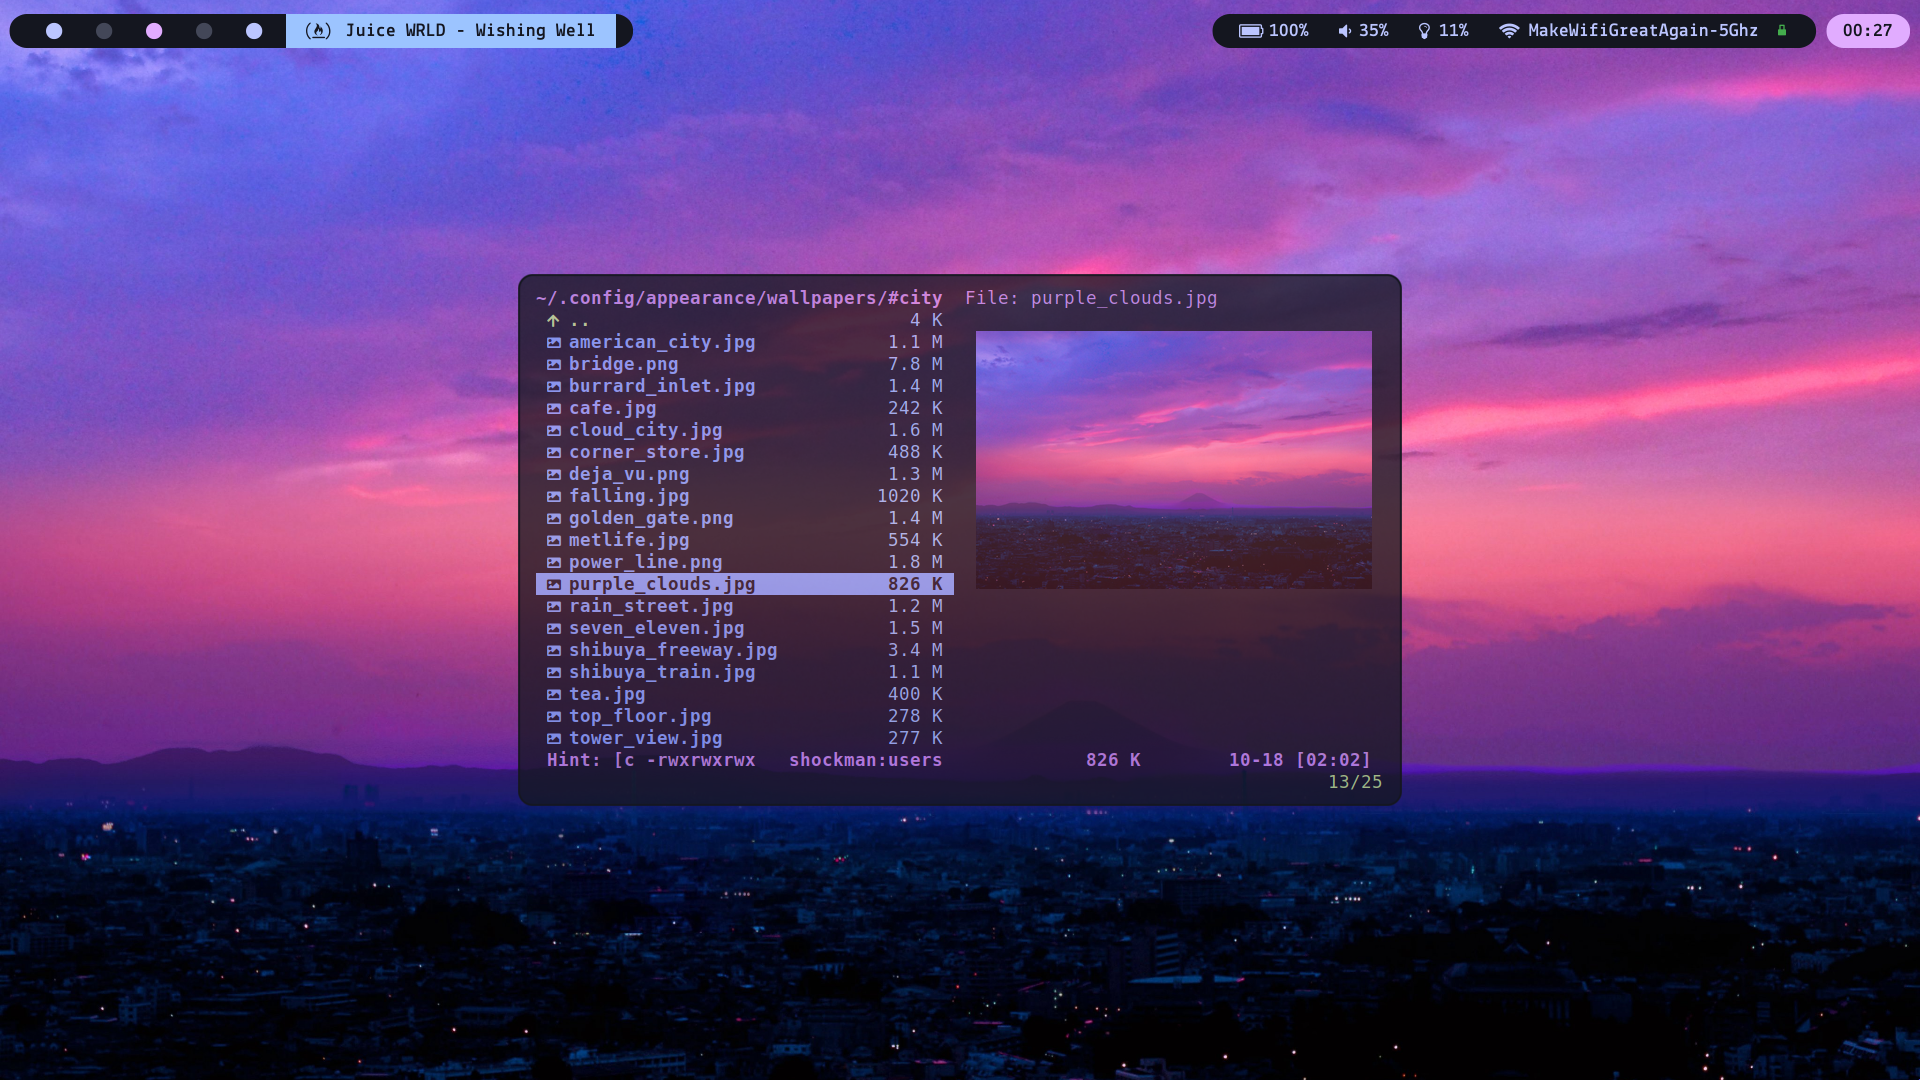 Juice WRLD - Wishing Well
100% 35% 11% MakeWifiGreatAgain-5Ghz 00:27
~/.config/appearance/wallpapers/#city File: purple_clouds.jpg
.. 4 K
american_city.jpg 1.1 M
bridge.png 7.8 M
burrard_inlet.jpg 1.4 M
cafe.jpg 242 K
cloud_city.jpg 1.6 M
corner_store.jpg 488 K
deja_vu.png 1.3 M
falling.jpg 1020 K
golden_gate.png 1.4 M
metlife.jpg 554 K
power_line.png 1.8 M
purple_clouds.jpg 826 K
rain_street.jpg 1.2 M
seven_eleven.jpg 1.5 M
shibuya_freeway.jpg 3.4 M
shibuya_train.jpg 1.1 M
tea.jpg 400 K
top_floor.jpg 278 K
tower_view.jpg 277 K
Hint: [c -rwxrwxrwx shockman:users 826 K 10-18 [02:02]
13/25